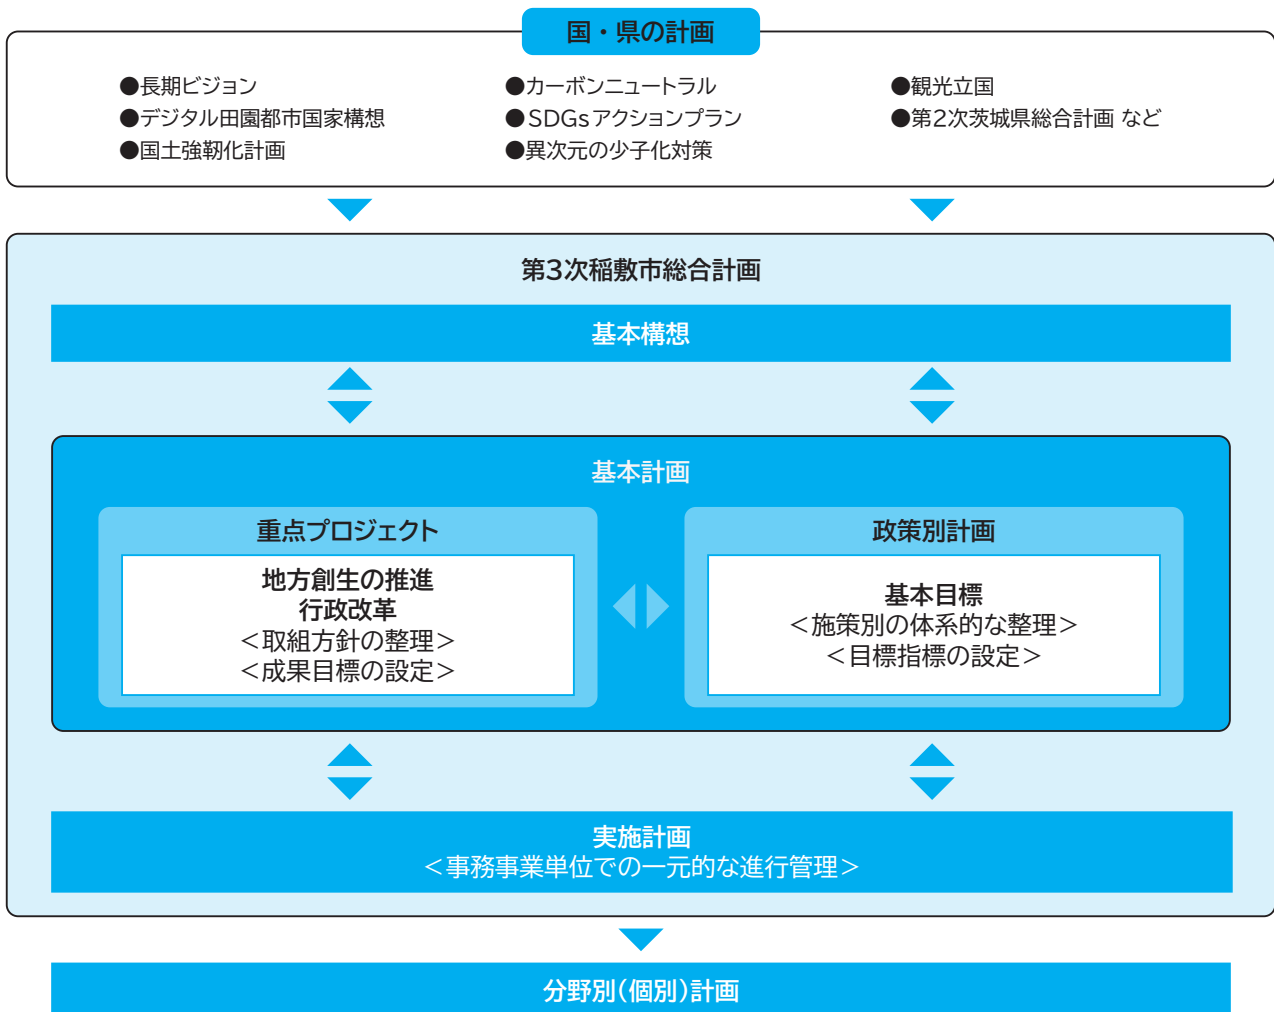 国・県の計画
●長期ビジョン
●デジタル田園都市国家構想
●国土強靭化計画
●カーボンニュートラル
●SDGsアクションプラン
●異次元の少子化対策
●観光立国
●第2次茨城県総合計画 など
第3次稲敷市総合計画
基本構想
基本計画
重点プロジェクト
地方創生の推進
行政改革
＜取組方針の整理＞
＜成果目標の設定＞
政策別計画
基本目標
＜施策別の体系的な整理＞
＜目標指標の設定＞
実施計画
＜事務事業単位での一元的な進行管理＞
分野別(個別)計画